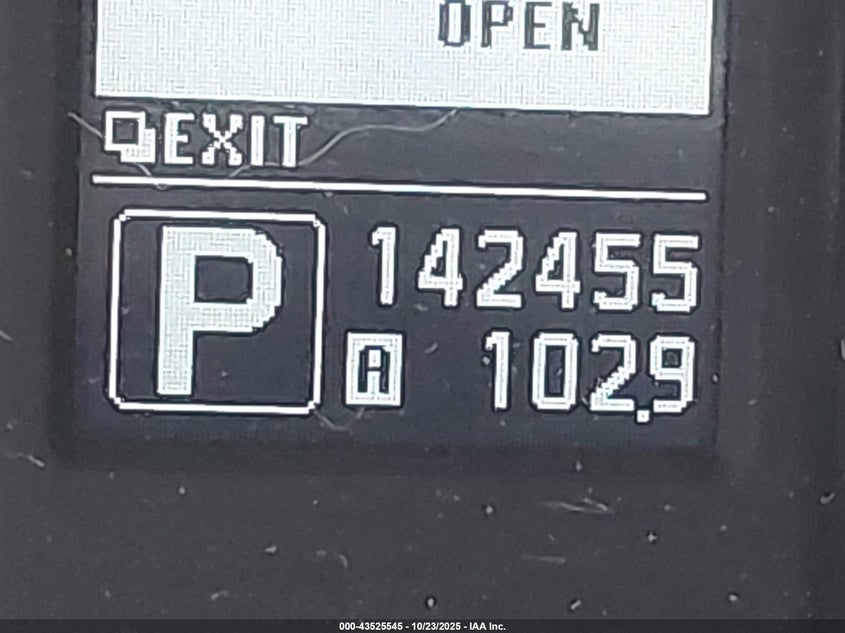 OPEN
EXIT
P 142455
A 102.9
000-43525545 - 10/23/2025 - IAA Inc.